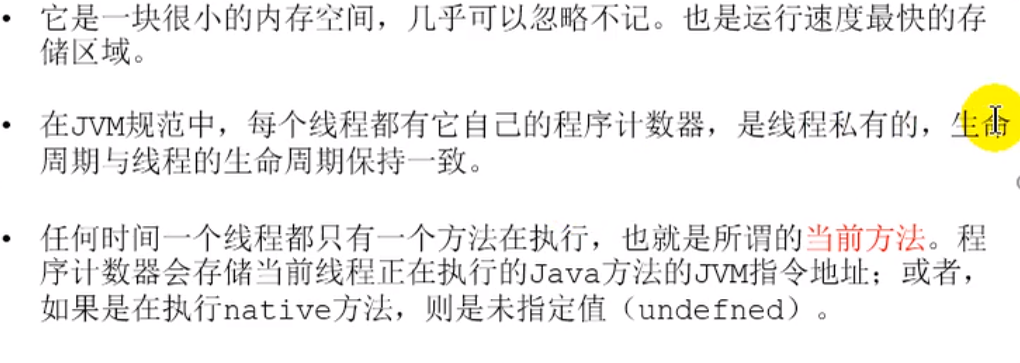 • 它是一块很小的内存空间，几乎可以忽略不记。也是运行速度最快的存
储区域。
• 在JVM规范中，每个线程都有它自己的程序计数器，是线程私有的，生命
周期与线程的生命周期保持一致。
• 任何时间一个线程都只有一个方法在执行，也就是所谓的当前方法。程
序计数器会存储当前线程正在执行的Java方法的JVM指令地址；或者，
如果是在执行native方法，则是未指定值（undefned）。